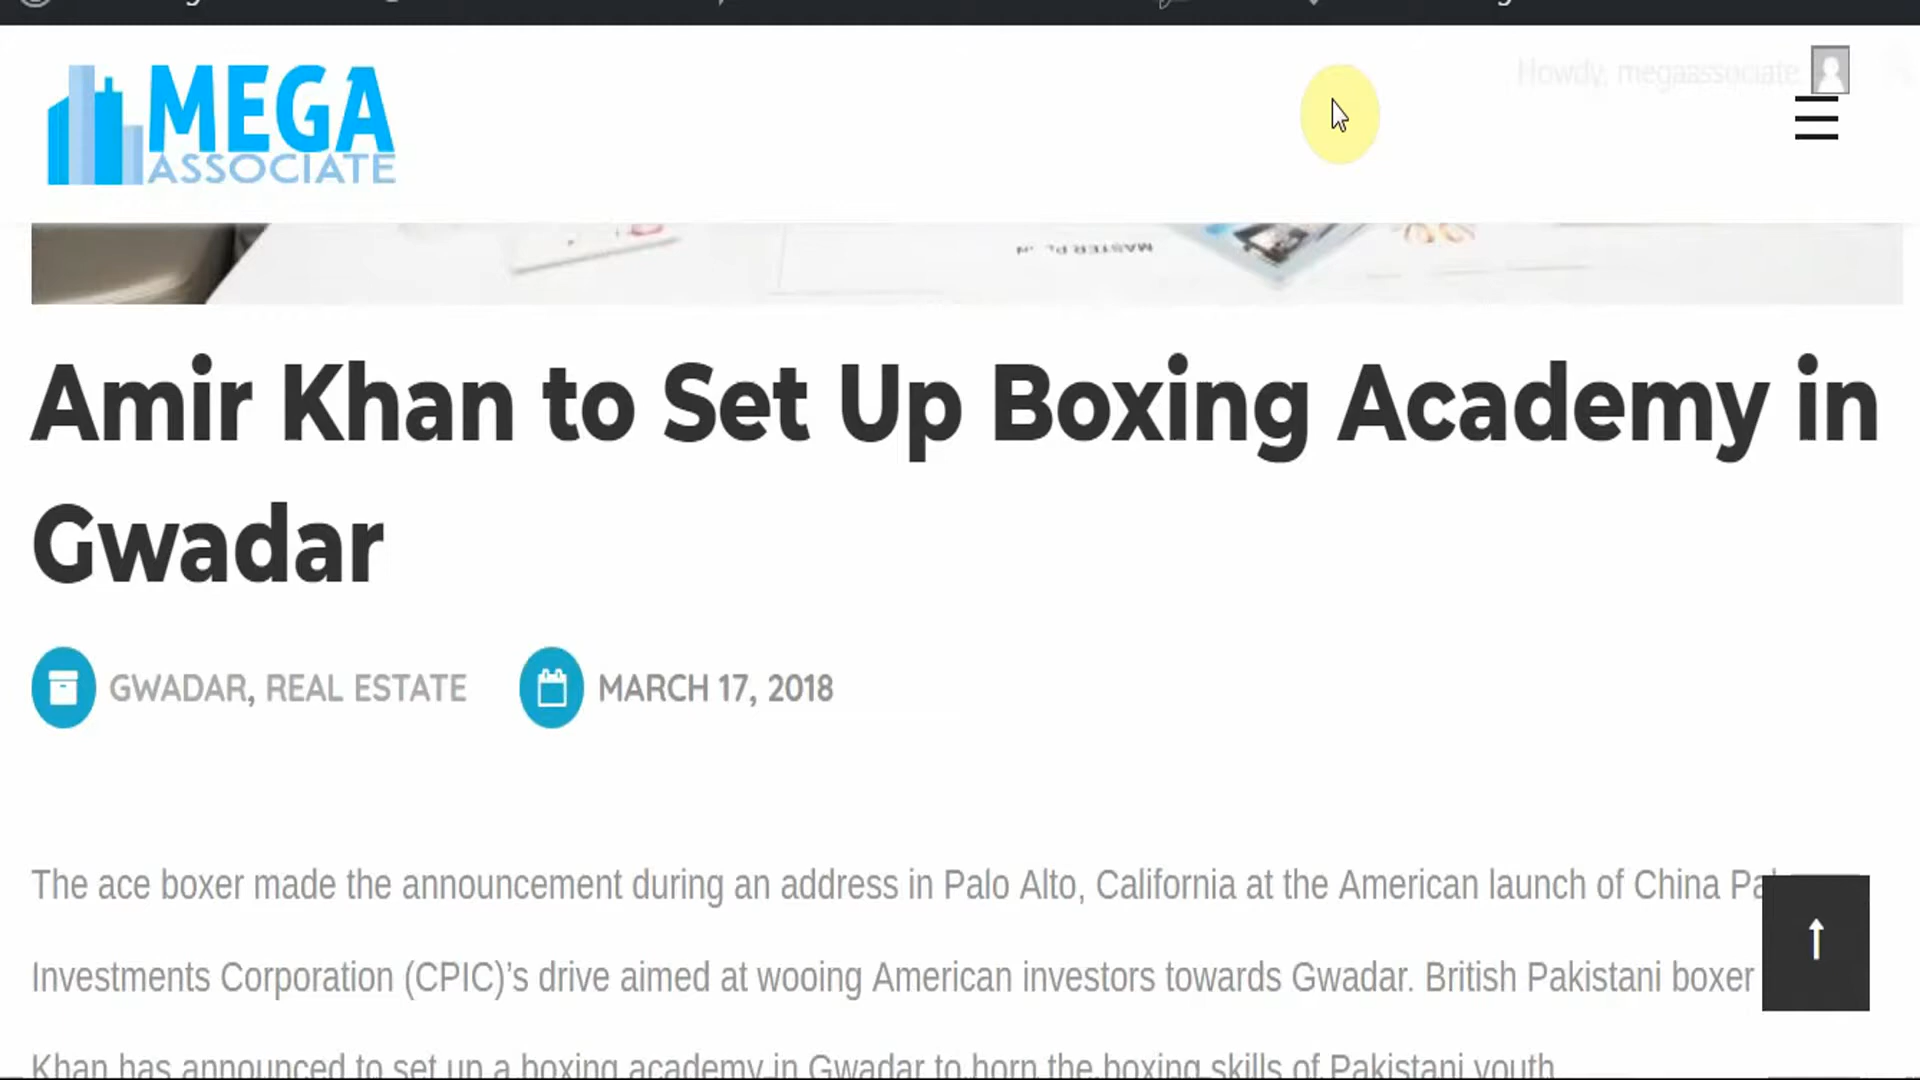 Howdy, megaassociate
MEGA
ASSOCIATE
MASTER PLAN
Amir Khan to Set Up Boxing Academy in
Gwadar
GWADAR, REAL ESTATE
MARCH 17, 2018
The ace boxer made the announcement during an address in Palo Alto, California at the American launch of China
Investments Corporation (CPIC)’s drive aimed at wooing American investors towards Gwadar. British Pakistani boxer
Khan has announced to set up a boxing academy in Gwadar to horn the boxing skills of Pakistani youth